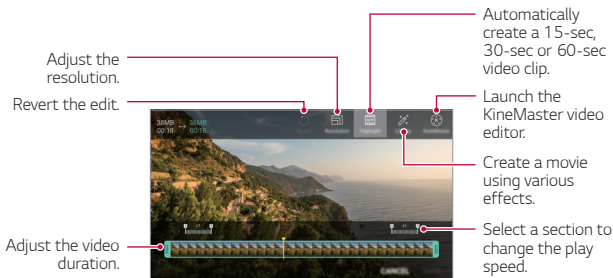 Automatically
create a 15-sec,
30-sec or 60-sec
video clip.
Adjust the
resolution.
Revert the edit.
Launch the
KineMaster video
editor.
38MB
00:18
38MB
00:18
Resolution
Highlight
KineMaster
Create a movie
using various
effects.
x1
x1
Select a section to
change the play
speed.
Adjust the video
duration.
CANCEL